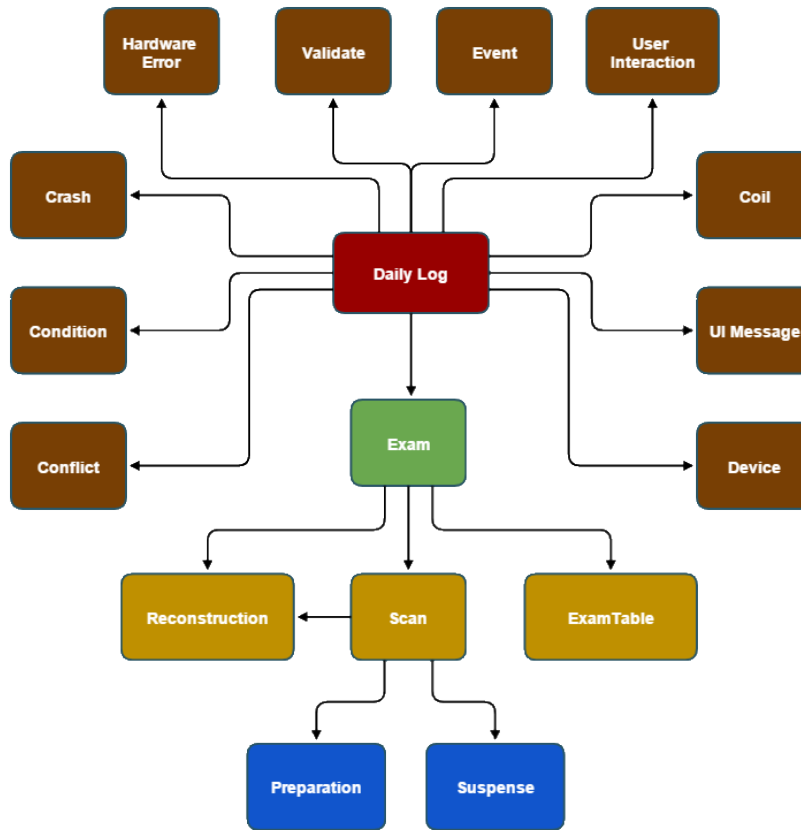 Hardware
Error
Validate
Event
User
Interaction
Crash
Coil
Daily Log
Condition
UI Message
Exam
Conflict
Device
Reconstruction
Scan
ExamTable
Preparation
Suspense